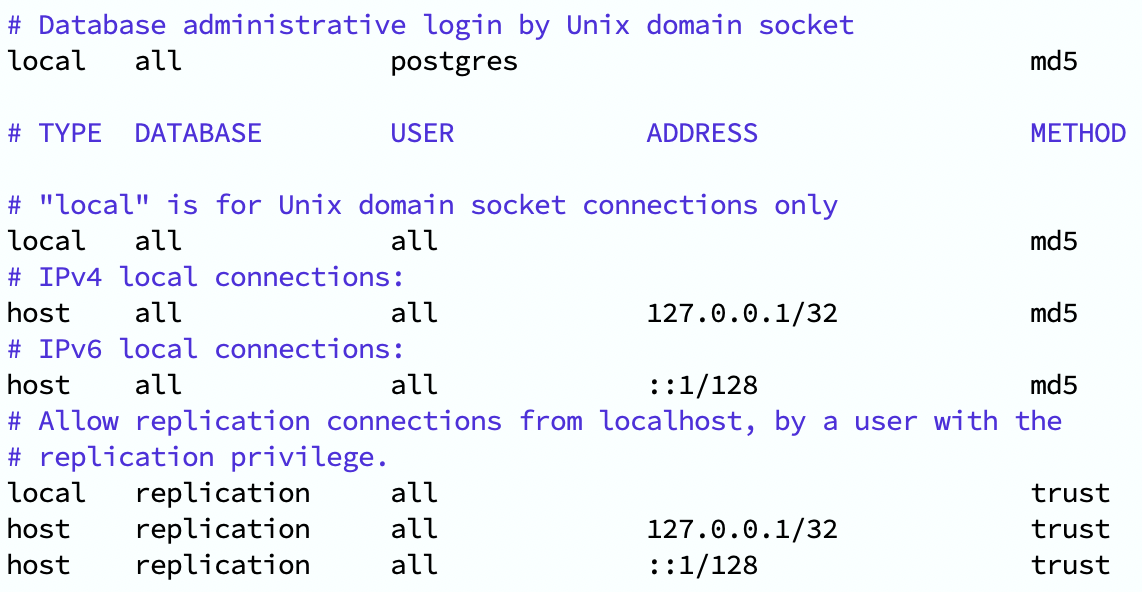 # Database administrative login by Unix domain socket
local   all             postgres                                md5

# TYPE  DATABASE        USER            ADDRESS                 METHOD

# "local" is for Unix domain socket connections only
local   all             all                                     md5
# IPv4 local connections:
host    all             all             127.0.0.1/32            md5
# IPv6 local connections:
host    all             all             ::1/128                 md5
# Allow replication connections from localhost, by a user with the
# replication privilege.
local   replication     all                                     trust
host    replication     all             127.0.0.1/32            trust
host    replication     all             ::1/128                 trust